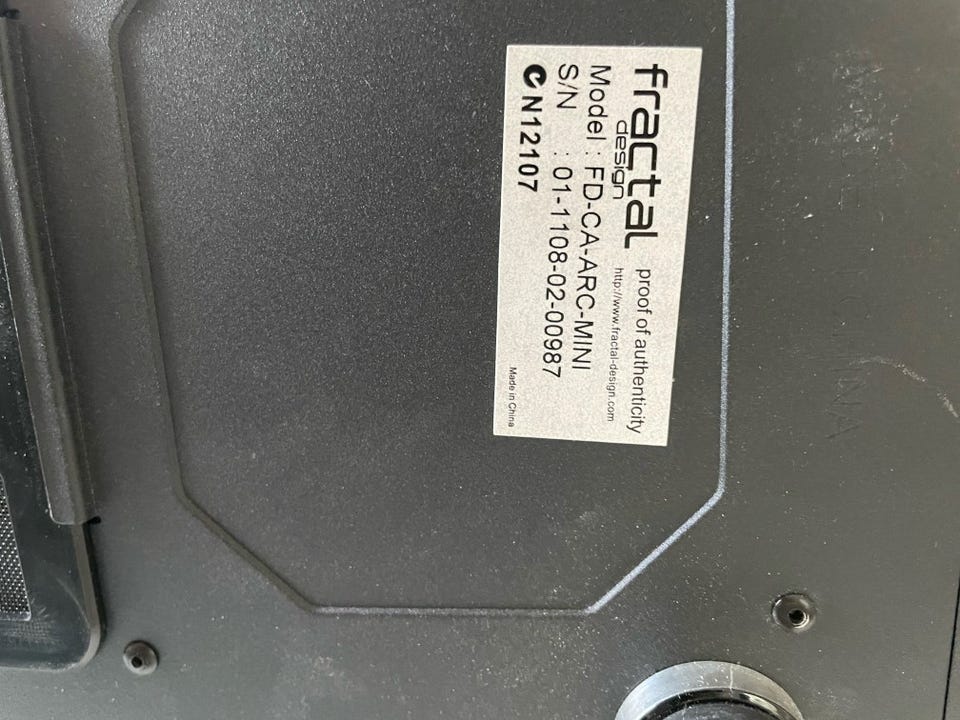 fractal
design
proof of authenticity
http://www.fractal-design.com
Model : FD-CA-ARC-MINI
S/N : 01-1108-02-00987
N12107
Made in China